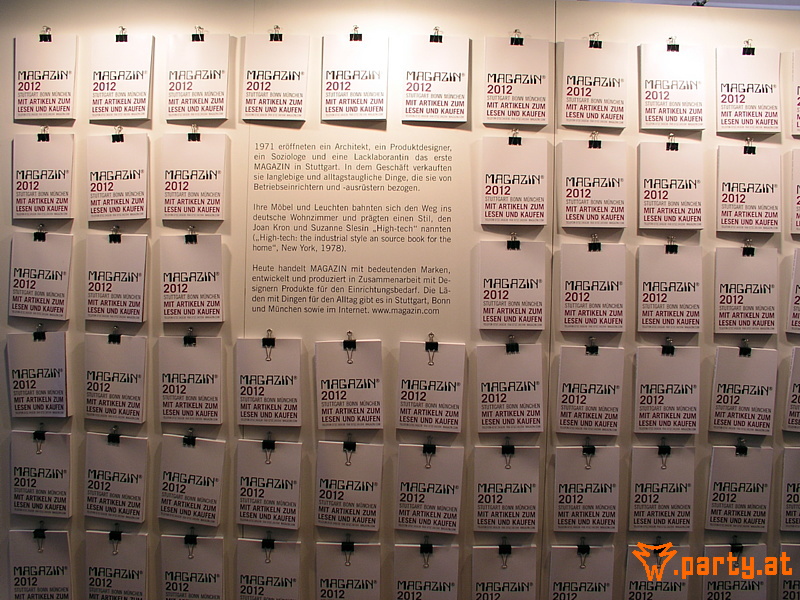 MAGAZIN®
2012
STUTTGART BONN MÜNCHEN
MIT ARTIKELN ZUM
LESEN UND KAUFEN
1971 eröffneten ein Architekt, ein Produktdesigner,
ein Soziologe und eine Lacklaborantin das erste
MAGAZIN in Stuttgart. In dem Geschäft verkauften
sie langlebige und alltagstaugliche Dinge, die sie von
Betriebseinrichtern und -ausrüstern bezogen.
Ihre Möbel und Leuchten bahnten sich den Weg ins
deutsche Wohnzimmer und prägten einen Stil, den
Joan Kron und Suzanne Slesin „High-tech“ nannten
(„High-tech: the industrial style an source book for the
home“, New York, 1978).
Heute handelt MAGAZIN mit bedeutenden Marken,
entwickelt und produziert in Zusammenarbeit mit De-
signern Produkte für den Einrichtungsbedarf. Die Lä-
den mit Dingen für den Alltag gibt es in Stuttgart, Bonn
und München sowie im Internet. www.magazin.com
party.at